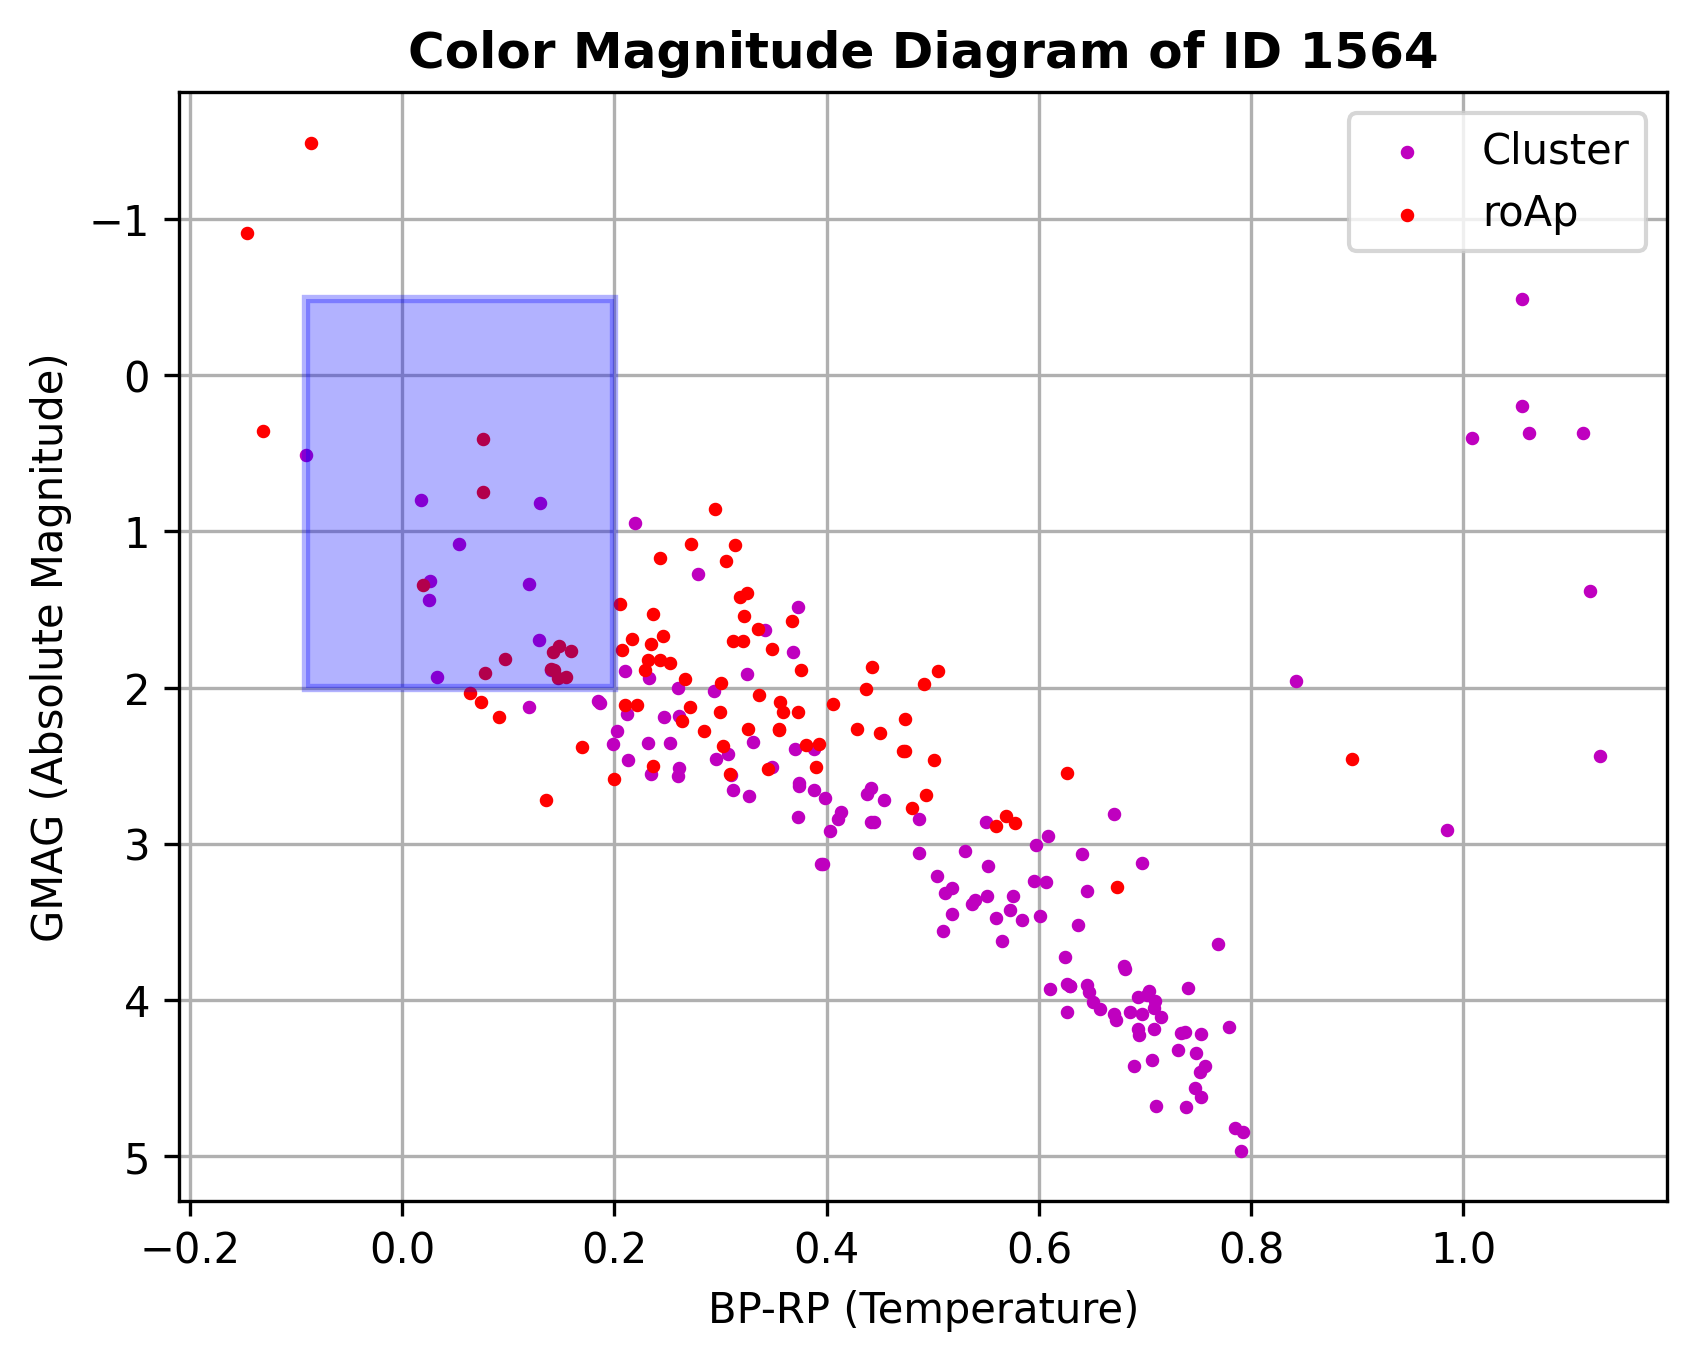 Color Magnitude Diagram of ID 1564
Cluster
roAp
GMAG (Absolute Magnitude)
−1
0
1
2
3
4
5
−0.2 0.0 0.2 0.4 0.6 0.8 1.0
BP-RP (Temperature)